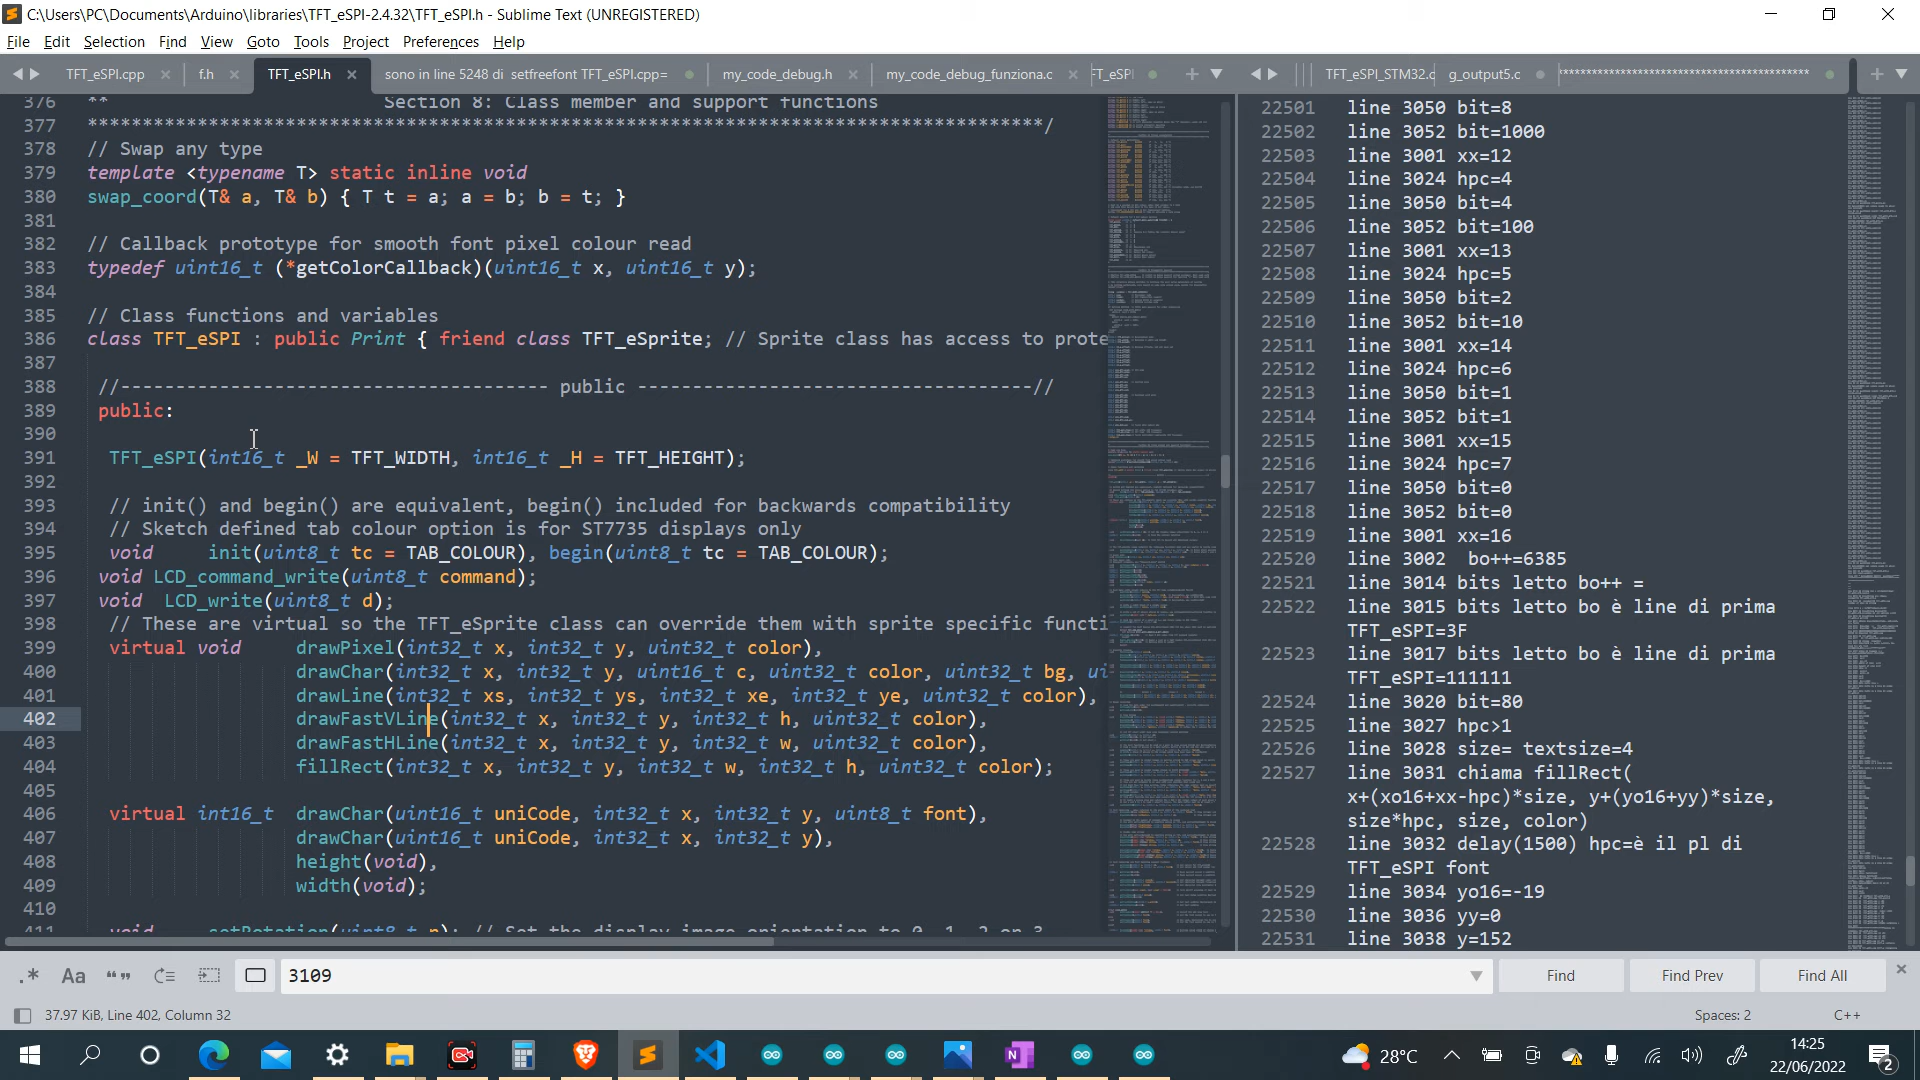 C:\Users\PC\Documents\Arduino\libraries\TFT_eSPI-2.4.32\TFT_eSPI.h - Sublime Text (UNREGISTERED)
File Edit Selection Find View Goto Tools Project Preferences Help
TFT_eSPI.cpp f.h TFT_eSPI.h sono in line 5248 di setfreefont TFT_eSPI.cpp= my_code_debug.h my_code_debug_funziona.c TFT_eSPI TFT_eSPI_STM32.c g_output5.c **********************************************
376 ** Section 8: Class member and support functions
377 ***************************************************************************************/
378 // Swap any type
379 template <typename T> static inline void
380 swap_coord(T& a, T& b) { T t = a; a = b; b = t; }
381
382 // Callback prototype for smooth font pixel colour read
383 typedef uint16_t (*getColorCallback)(uint16_t x, uint16_t y);
384
385 // Class functions and variables
386 class TFT_eSPI : public Print { friend class TFT_eSprite; // Sprite class has access to prote
387
388 //--------------------------------------- public ------------------------------------//
389 public:
390
391 TFT_eSPI(int16_t _W = TFT_WIDTH, int16_t _H = TFT_HEIGHT);
392
393 // init() and begin() are equivalent, begin() included for backwards compatibility
394 // Sketch defined tab colour option is for ST7735 displays only
395 void init(uint8_t tc = TAB_COLOUR), begin(uint8_t tc = TAB_COLOUR);
396 void LCD_command_write(uint8_t command);
397 void LCD_write(uint8_t d);
398 // These are virtual so the TFT_eSprite class can override them with sprite specific functi
399 virtual void drawPixel(int32_t x, int32_t y, uint32_t color),
400 drawChar(int32_t x, int32_t y, uint16_t c, uint32_t color, uint32_t bg, ui
401 drawLine(int32_t xs, int32_t ys, int32_t xe, int32_t ye, uint32_t color),
402 drawFastVLine(int32_t x, int32_t y, int32_t h, uint32_t color),
403 drawFastHLine(int32_t x, int32_t y, int32_t w, uint32_t color),
404 fillRect(int32_t x, int32_t y, int32_t w, int32_t h, uint32_t color);
405
406 virtual int16_t drawChar(uint16_t uniCode, int32_t x, int32_t y, uint8_t font),
407 drawChar(uint16_t uniCode, int32_t x, int32_t y),
408 height(void),
409 width(void);
410
411 void setRotation(uint8_t r); // Set the display image orientation to 0, 1, 2 or 3
22501 line 3050 bit=8
22502 line 3052 bit=1000
22503 line 3001 xx=12
22504 line 3024 hpc=4
22505 line 3050 bit=4
22506 line 3052 bit=100
22507 line 3001 xx=13
22508 line 3024 hpc=5
22509 line 3050 bit=2
22510 line 3052 bit=10
22511 line 3001 xx=14
22512 line 3024 hpc=6
22513 line 3050 bit=1
22514 line 3052 bit=1
22515 line 3001 xx=15
22516 line 3024 hpc=7
22517 line 3050 bit=0
22518 line 3052 bit=0
22519 line 3001 xx=16
22520 line 3002 bo++=6385
22521 line 3014 bits letto bo++ =
22522 line 3015 bits letto bo è line di prima
TFT_eSPI=3F
22523 line 3017 bits letto bo è line di prima
TFT_eSPI=111111
22524 line 3020 bit=80
22525 line 3027 hpc>1
22526 line 3028 size= textsize=4
22527 line 3031 chiama fillRect(
x+(xo16+xx-hpc)*size, y+(yo16+yy)*size,
size*hpc, size, color)
22528 line 3032 delay(1500) hpc=è il pl di
TFT_eSPI font
22529 line 3034 yo16=-19
22530 line 3036 yy=0
22531 line 3038 y=152
.* Aa “” 3109 Find Find Prev Find All
37.97 KiB, Line 402, Column 32 Spaces: 2 C++
28°C 14:25
22/06/2022 2